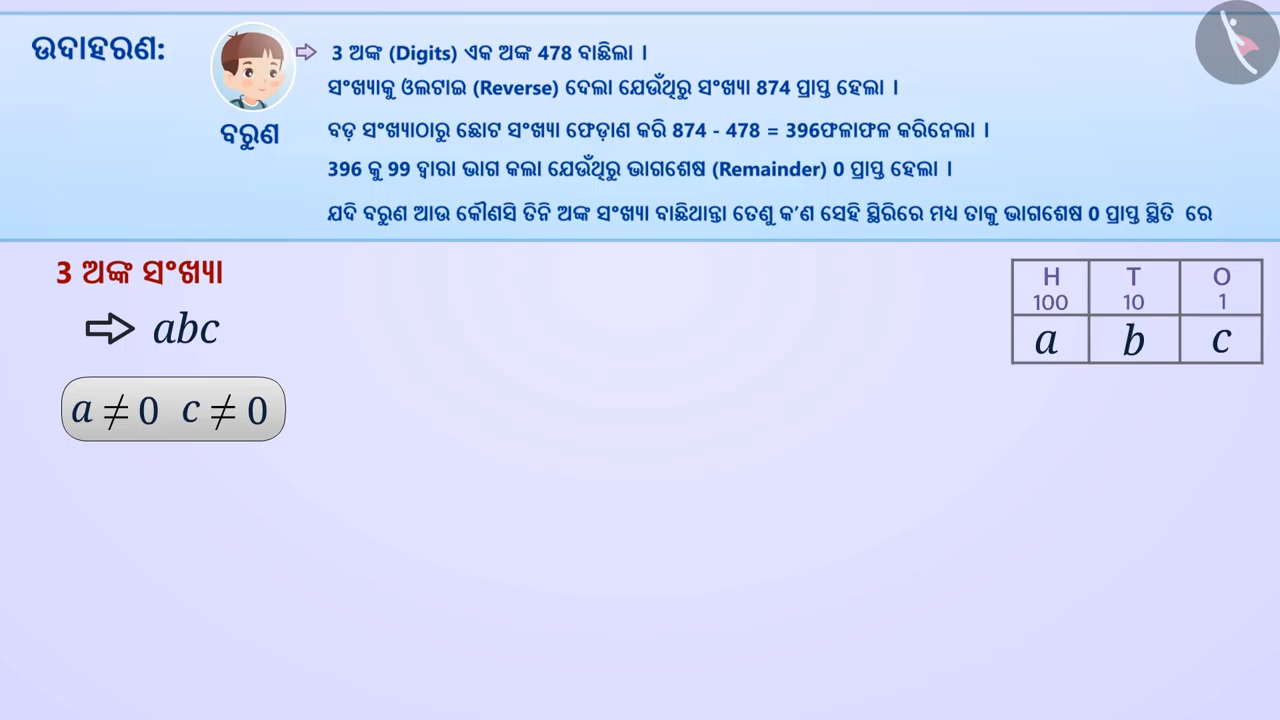 ଉଦାହରଣ:
ବରୁଣ
3 ଅଙ୍କ (Digits) ଏକ ଅଙ୍କ 478 ବାଛିଲା ।
ସଂଖ୍ୟାକୁ ଓଲଟାଇ (Reverse) ଦେଲା ଯେଉଁଥିରୁ ସଂଖ୍ୟା 874 ପ୍ରାପ୍ତ ହେଲା ।
ବଡ଼ ସଂଖ୍ୟାଠାରୁ ଛୋଟ ସଂଖ୍ୟା ଫେଡ଼ାଣ କରି 874 - 478 = 396ଫଳାଫଳ କରିନେଲା ।
396 କୁ 99 ଦ୍ୱାରା ଭାଗ କଲା ଯେଉଁଥିରୁ ଭାଗଶେଷ (Remainder) 0 ପ୍ରାପ୍ତ ହେଲା ।
ଯଦି ବରୁଣ ଆଉ କୌଣସି ତିନି ଅଙ୍କ ସଂଖ୍ୟା ବାଛିଥାନ୍ତା ତେଣୁ କ'ଣ ସେହି ସ୍ଥିରିରେ ମଧ୍ୟ ତାକୁ ଭାଗଶେଷ 0 ପ୍ରାପ୍ତ ସ୍ଥିତି ରେ
3 ଅଙ୍କ ସଂଖ୍ୟା
⇨ abc
a ≠ 0 c ≠ 0
H T O
100 10 1
a b c